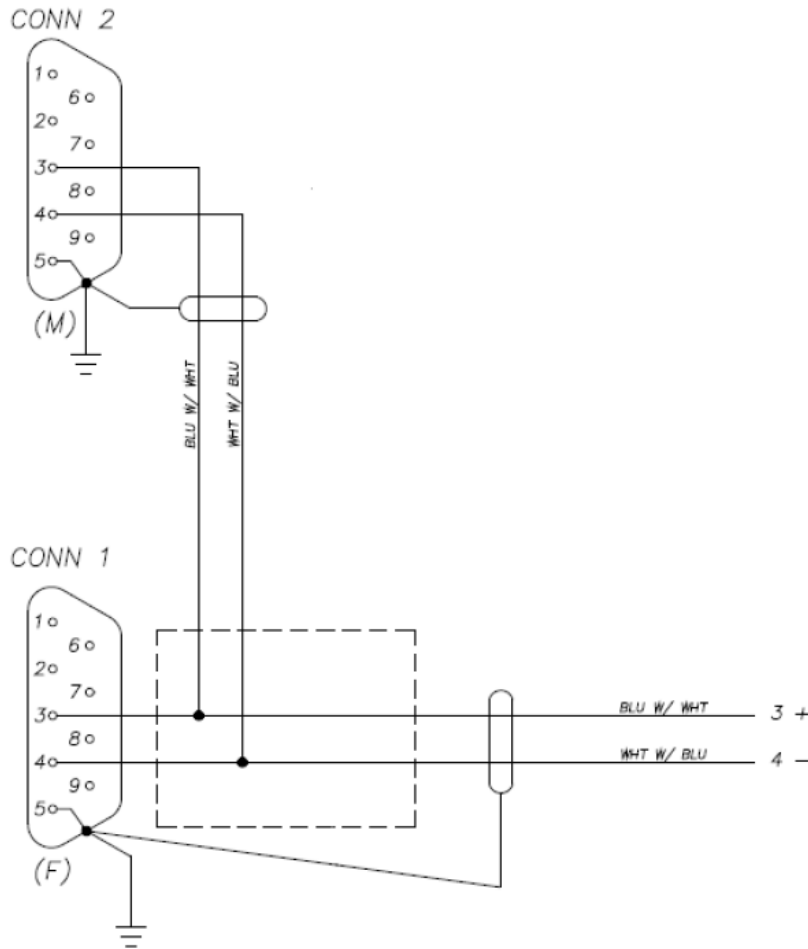 CONN 2
1
6
2
7
3
8
4
9
5
(M)
BLU W/ WHT
WHT W/ BLU
CONN 1
1
6
2
7
3
BLU W/ WHT 3 +
8
4
WHT W/ BLU 4 −
9
5
(F)